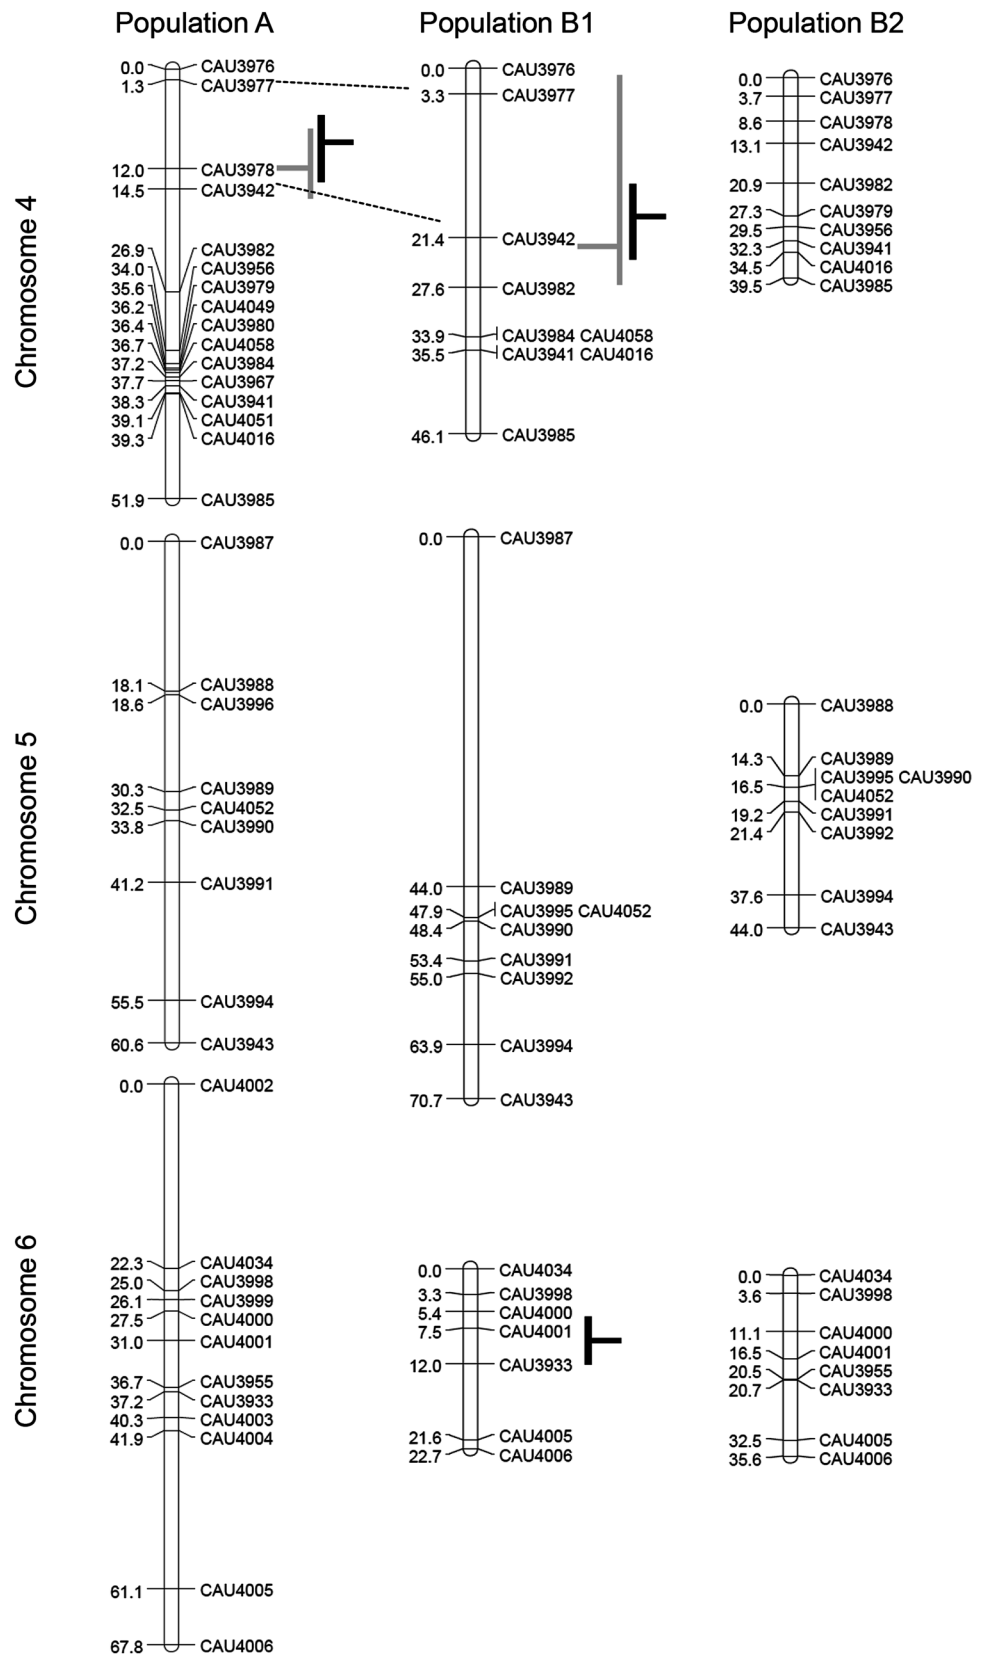 Population A
Population B1
Population B2
Chromosome 4
0.0 CAU3976
1.3 CAU3977
12.0 CAU3978
14.5 CAU3942
26.9 CAU3982
34.0 CAU3956
35.6 CAU3979
36.2 CAU4049
36.4 CAU3980
36.7 CAU4058
37.2 CAU3984
37.7 CAU3967
38.3 CAU3941
39.1 CAU4051
39.3 CAU4016
51.9 CAU3985
0.0 CAU3976
3.3 CAU3977
21.4 CAU3942
27.6 CAU3982
33.9 CAU3984 CAU4058
35.5 CAU3941 CAU4016
46.1 CAU3985
0.0 CAU3976
3.7 CAU3977
8.6 CAU3978
13.1 CAU3942
20.9 CAU3982
27.3 CAU3979
29.5 CAU3956
32.3 CAU3941
34.5 CAU4016
39.5 CAU3985
Chromosome 5
0.0 CAU3987
18.1 CAU3988
18.6 CAU3996
30.3 CAU3989
32.5 CAU4052
33.8 CAU3990
41.2 CAU3991
55.5 CAU3994
60.6 CAU3943
0.0 CAU3987
44.0 CAU3989
47.9 CAU3995 CAU4052
48.4 CAU3990
53.4 CAU3991
55.0 CAU3992
63.9 CAU3994
70.7 CAU3943
0.0 CAU3988
14.3 CAU3989
16.5 CAU3995 CAU3990
CAU4052
19.2 CAU3991
21.4 CAU3992
37.6 CAU3994
44.0 CAU3943
Chromosome 6
0.0 CAU4002
22.3 CAU4034
25.0 CAU3998
26.1 CAU3999
27.5 CAU4000
31.0 CAU4001
36.7 CAU3955
37.2 CAU3933
40.3 CAU4003
41.9 CAU4004
61.1 CAU4005
67.8 CAU4006
0.0 CAU4034
3.3 CAU3998
5.4 CAU4000
7.5 CAU4001
12.0 CAU3933
21.6 CAU4005
22.7 CAU4006
0.0 CAU4034
3.6 CAU3998
11.1 CAU4000
16.5 CAU4001
20.5 CAU3955
20.7 CAU3933
32.5 CAU4005
35.6 CAU4006